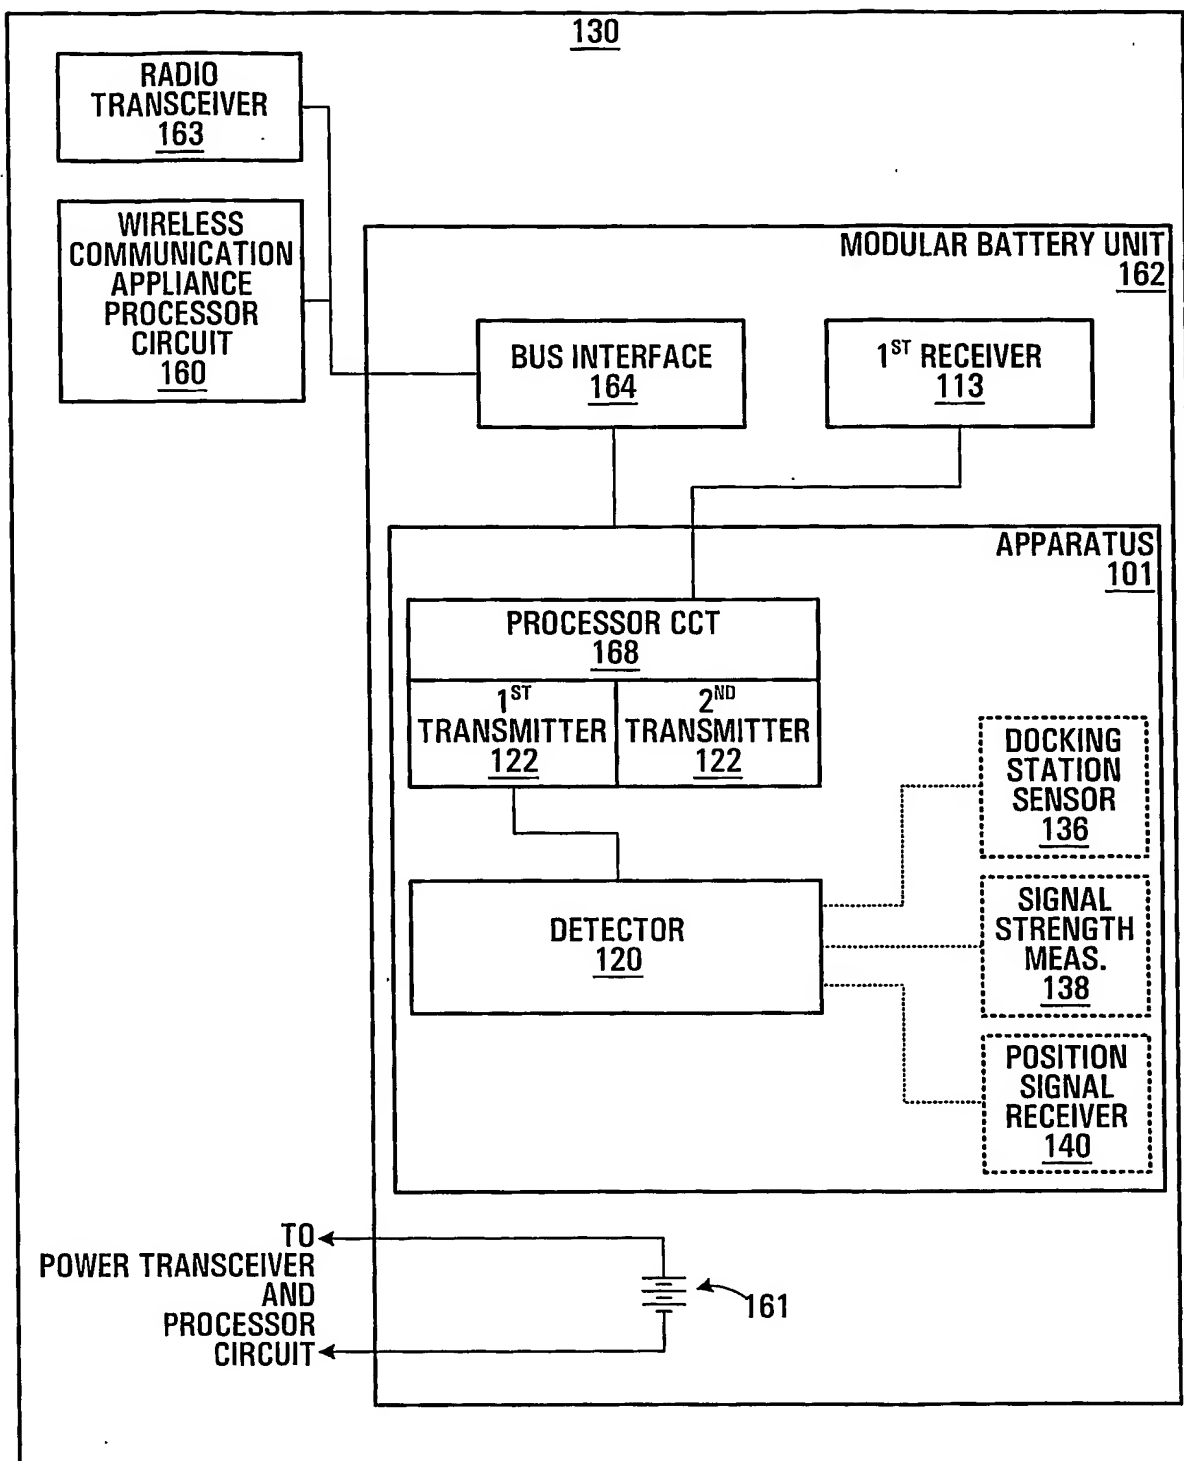 130
RADIO
TRANSCEIVER
163
WIRELESS
COMMUNICATION
APPLIANCE
PROCESSOR
CIRCUIT
160
MODULAR BATTERY UNIT
162
BUS INTERFACE
164
1ST RECEIVER
113
APPARATUS
101
PROCESSOR CCT
168
1ST
TRANSMITTER
122
2ND
TRANSMITTER
122
DOCKING
STATION
SENSOR
136
DETECTOR
120
SIGNAL
STRENGTH
MEAS.
138
POSITION
SIGNAL
RECEIVER
140
TO
POWER TRANSCEIVER
AND
PROCESSOR
CIRCUIT
161